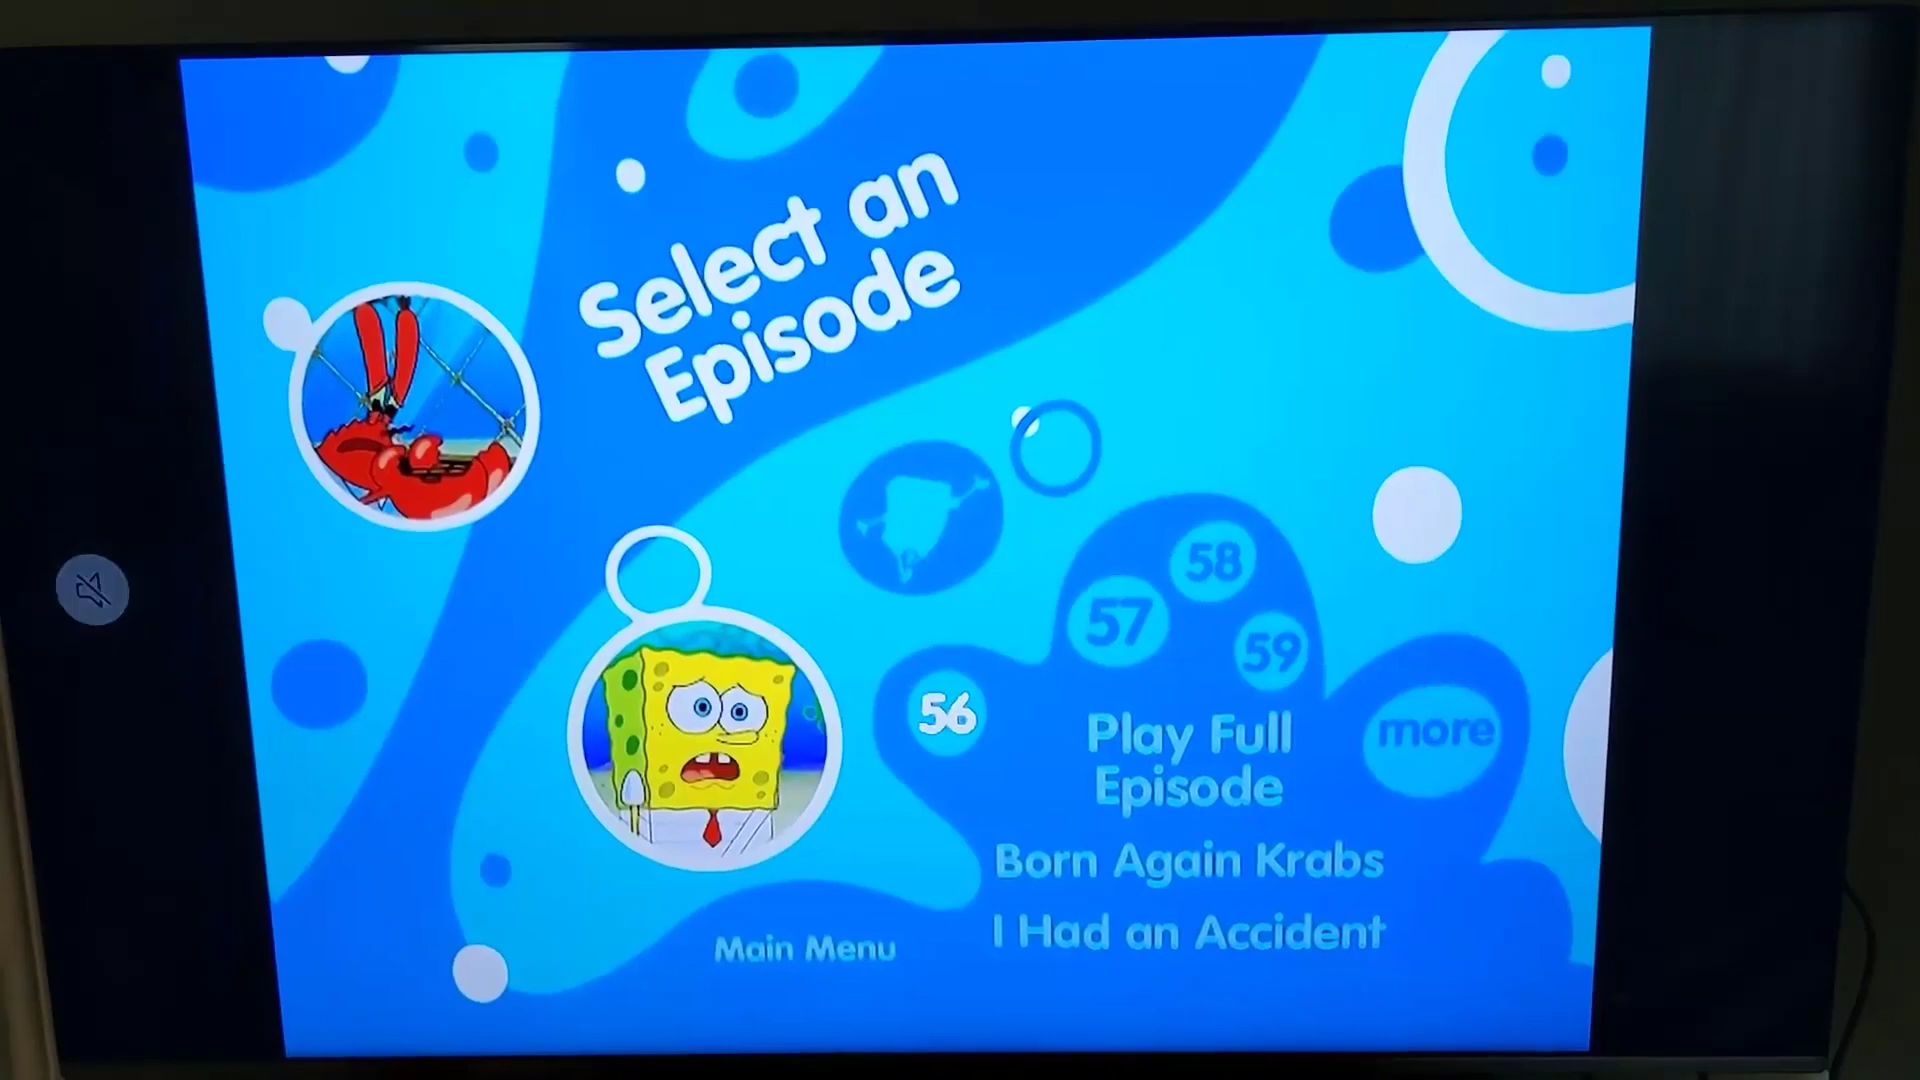 Select an
Episode
58
57
59
56
Play Full
Episode
more
Born Again Krabs
I Had an Accident
Main Menu